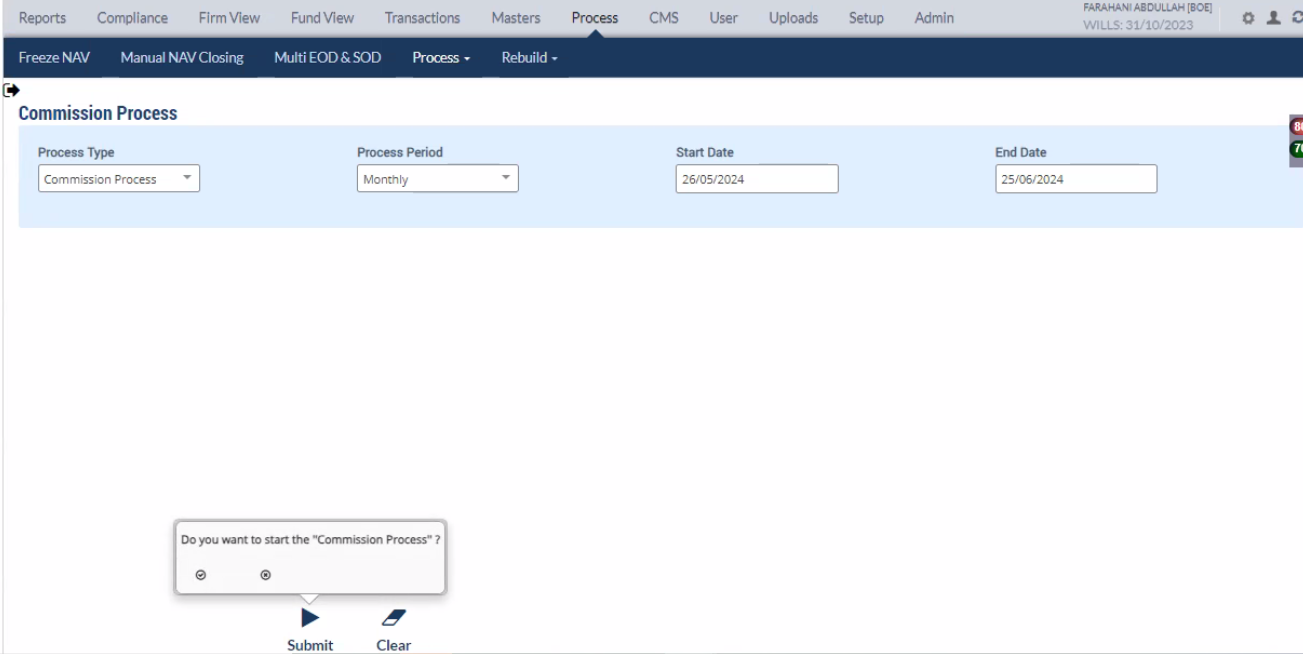 Reports Compliance Firm View Fund View Transactions Masters Process CMS User Uploads Setup Admin
FARAHANI ABDULLAH [BOE]
WILLS: 31/10/2023
Freeze NAV Manual NAV Closing Multi EOD & SOD Process Rebuild
Commission Process
Process Type Process Period Start Date End Date
Commission Process Monthly 26/05/2024 25/06/2024
Do you want to start the "Commission Process" ?
Submit Clear